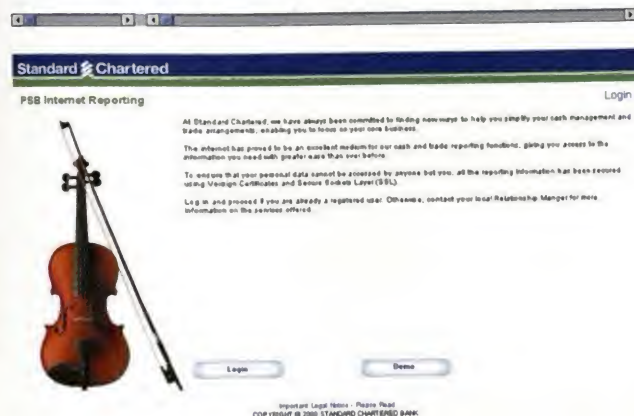 Standard Chartered
PSB Internet Reporting
Login
At Standard Chartered, we have always been committed to finding new ways to help you simplify your cash management and
trade arrangements, enabling you to focus on your core business.
The internet has proved to be an excellent medium for our cash and trade reporting functions, giving you access to the
information you need with greater ease than ever before.
To ensure that your personal data cannot be accessed by anyone but you, all the reporting information has been secured
using Verisign Certificates and Secure Sockets Layer (SSL).
Log in and proceed if you are already a registered user. Otherwise, contact your local Relationship Manger for more
information on the services offered.
Login
Demo
Important Legal Notice - Please Read
COPYRIGHT © 2000 STANDARD CHARTERED BANK